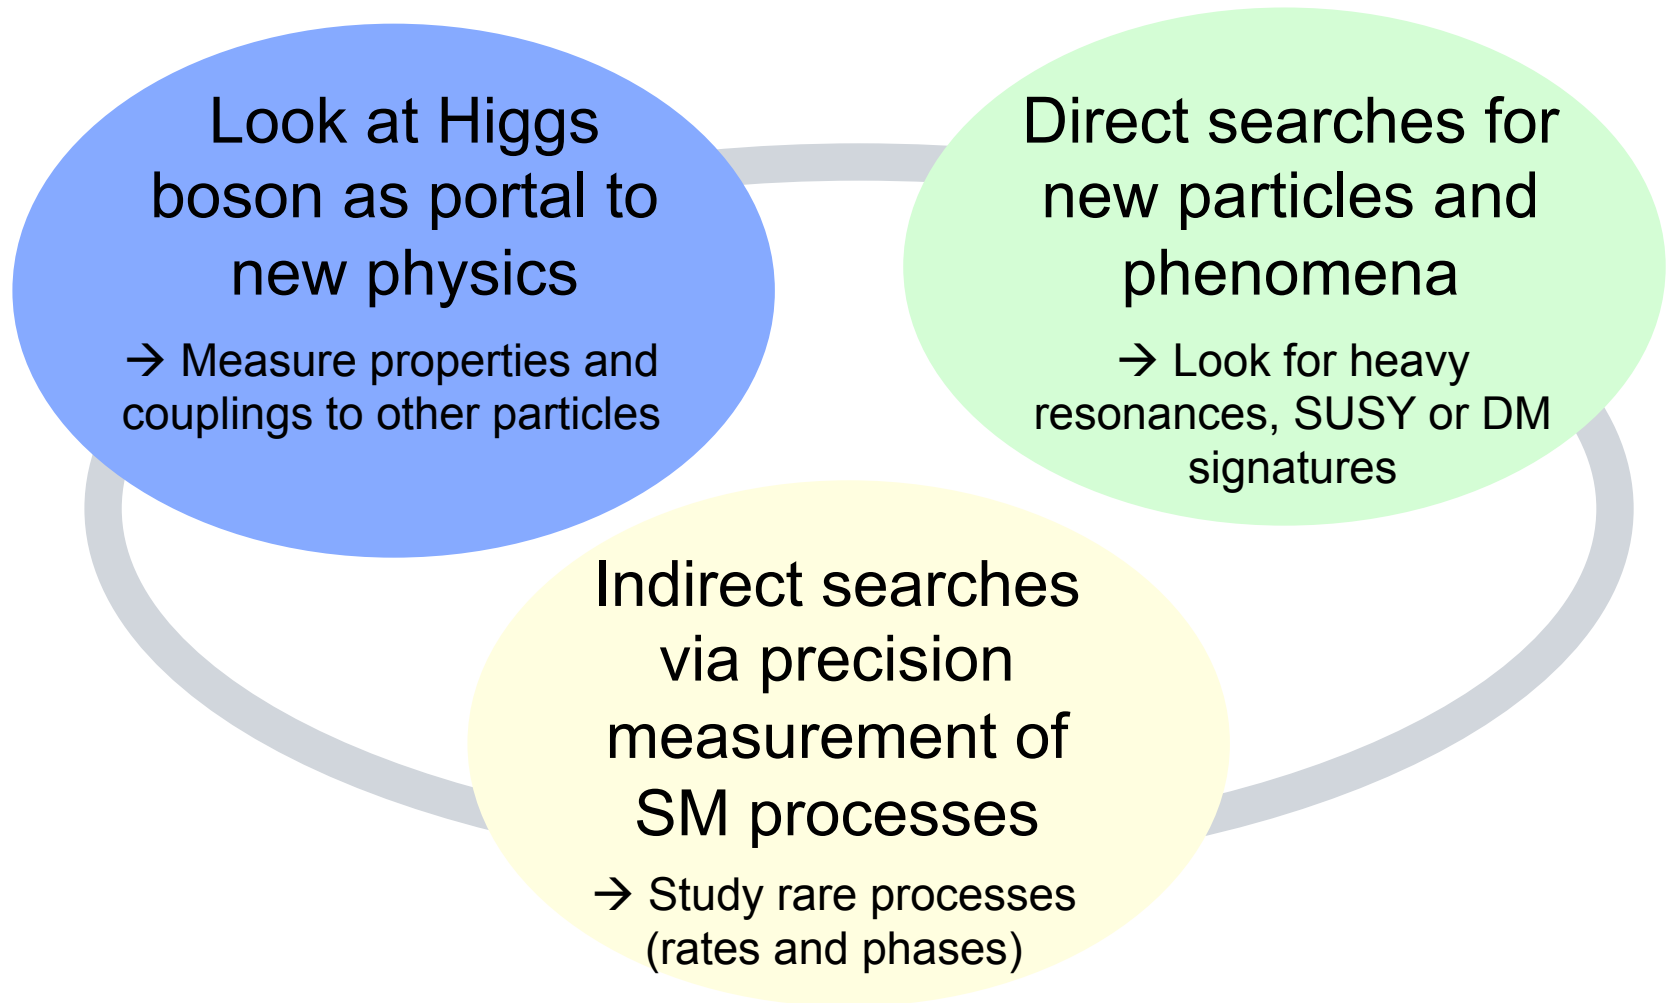 Look at Higgs
boson as portal to
new physics
→ Measure properties and
couplings to other particles
Direct searches for
new particles and
phenomena
→ Look for heavy
resonances, SUSY or DM
signatures
Indirect searches
via precision
measurement of
SM processes
→ Study rare processes
(rates and phases)